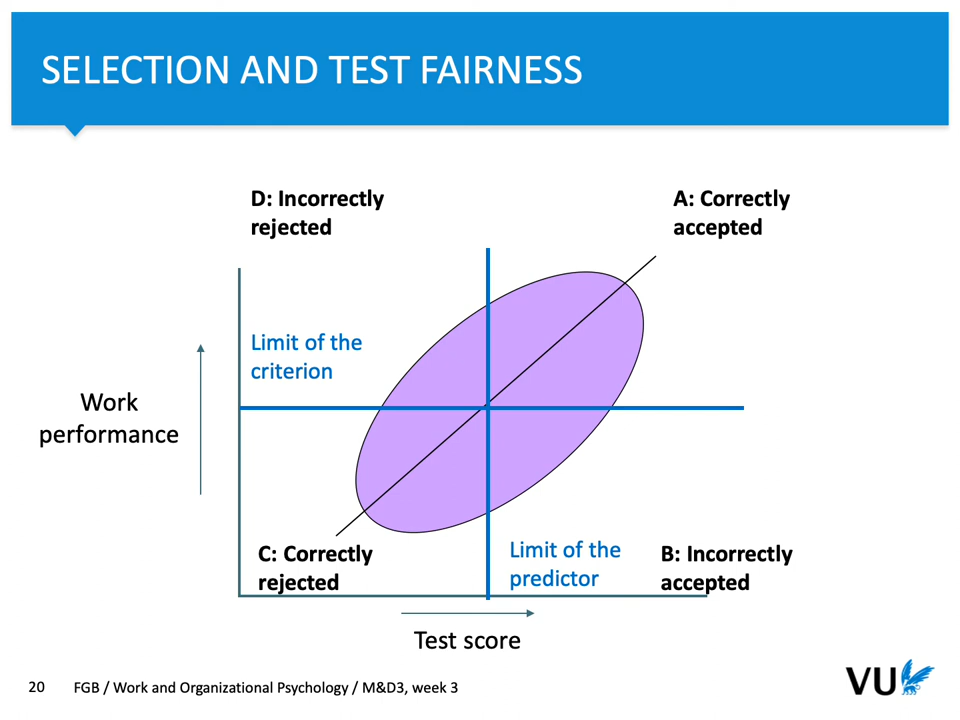 SELECTION AND TEST FAIRNESS
D: Incorrectly
rejected
A: Correctly
accepted
Limit of the
criterion
Work
performance
C: Correctly
rejected
Limit of the
predictor
B: Incorrectly
accepted
Test score
20 FGB / Work and Organizational Psychology / M&D3, week 3
VU